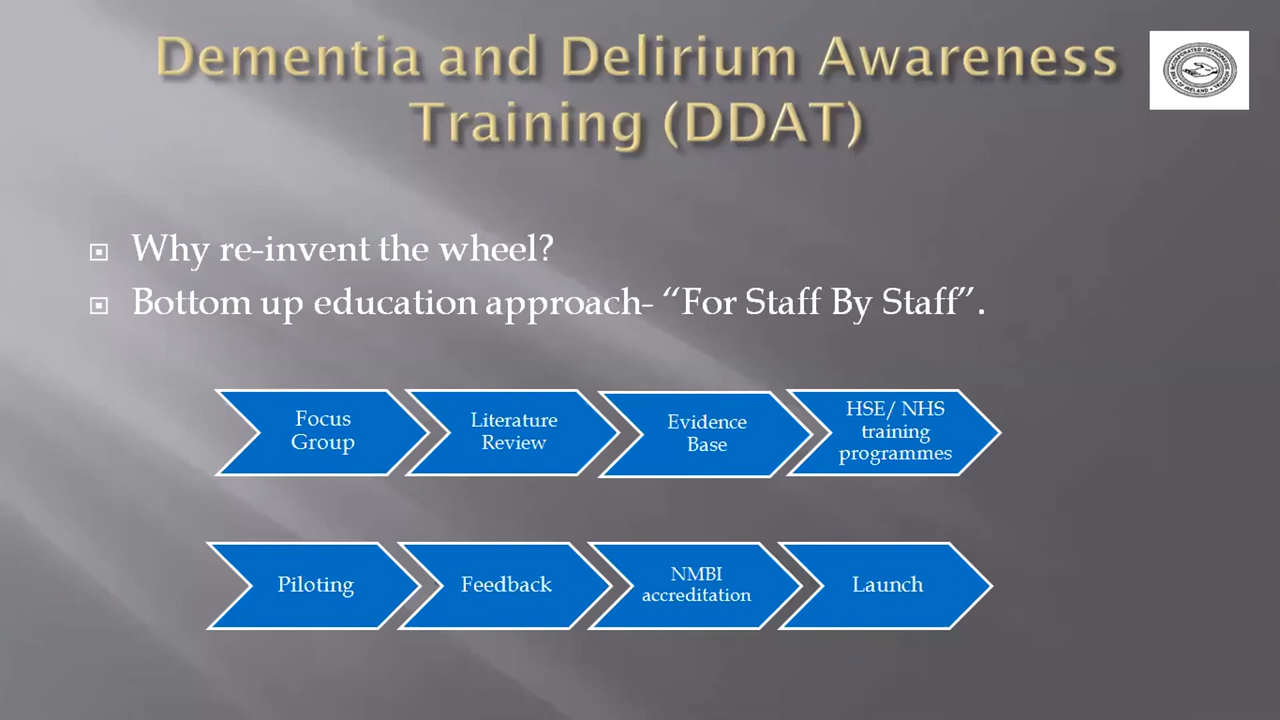 Dementia and Delirium Awareness
Training (DDAT)
Why re-invent the wheel?
Bottom up education approach- “For Staff By Staff”.
Focus
Group
Literature
Review
Evidence
Base
HSE/ NHS
training
programmes
Piloting
Feedback
NMBI
accreditation
Launch